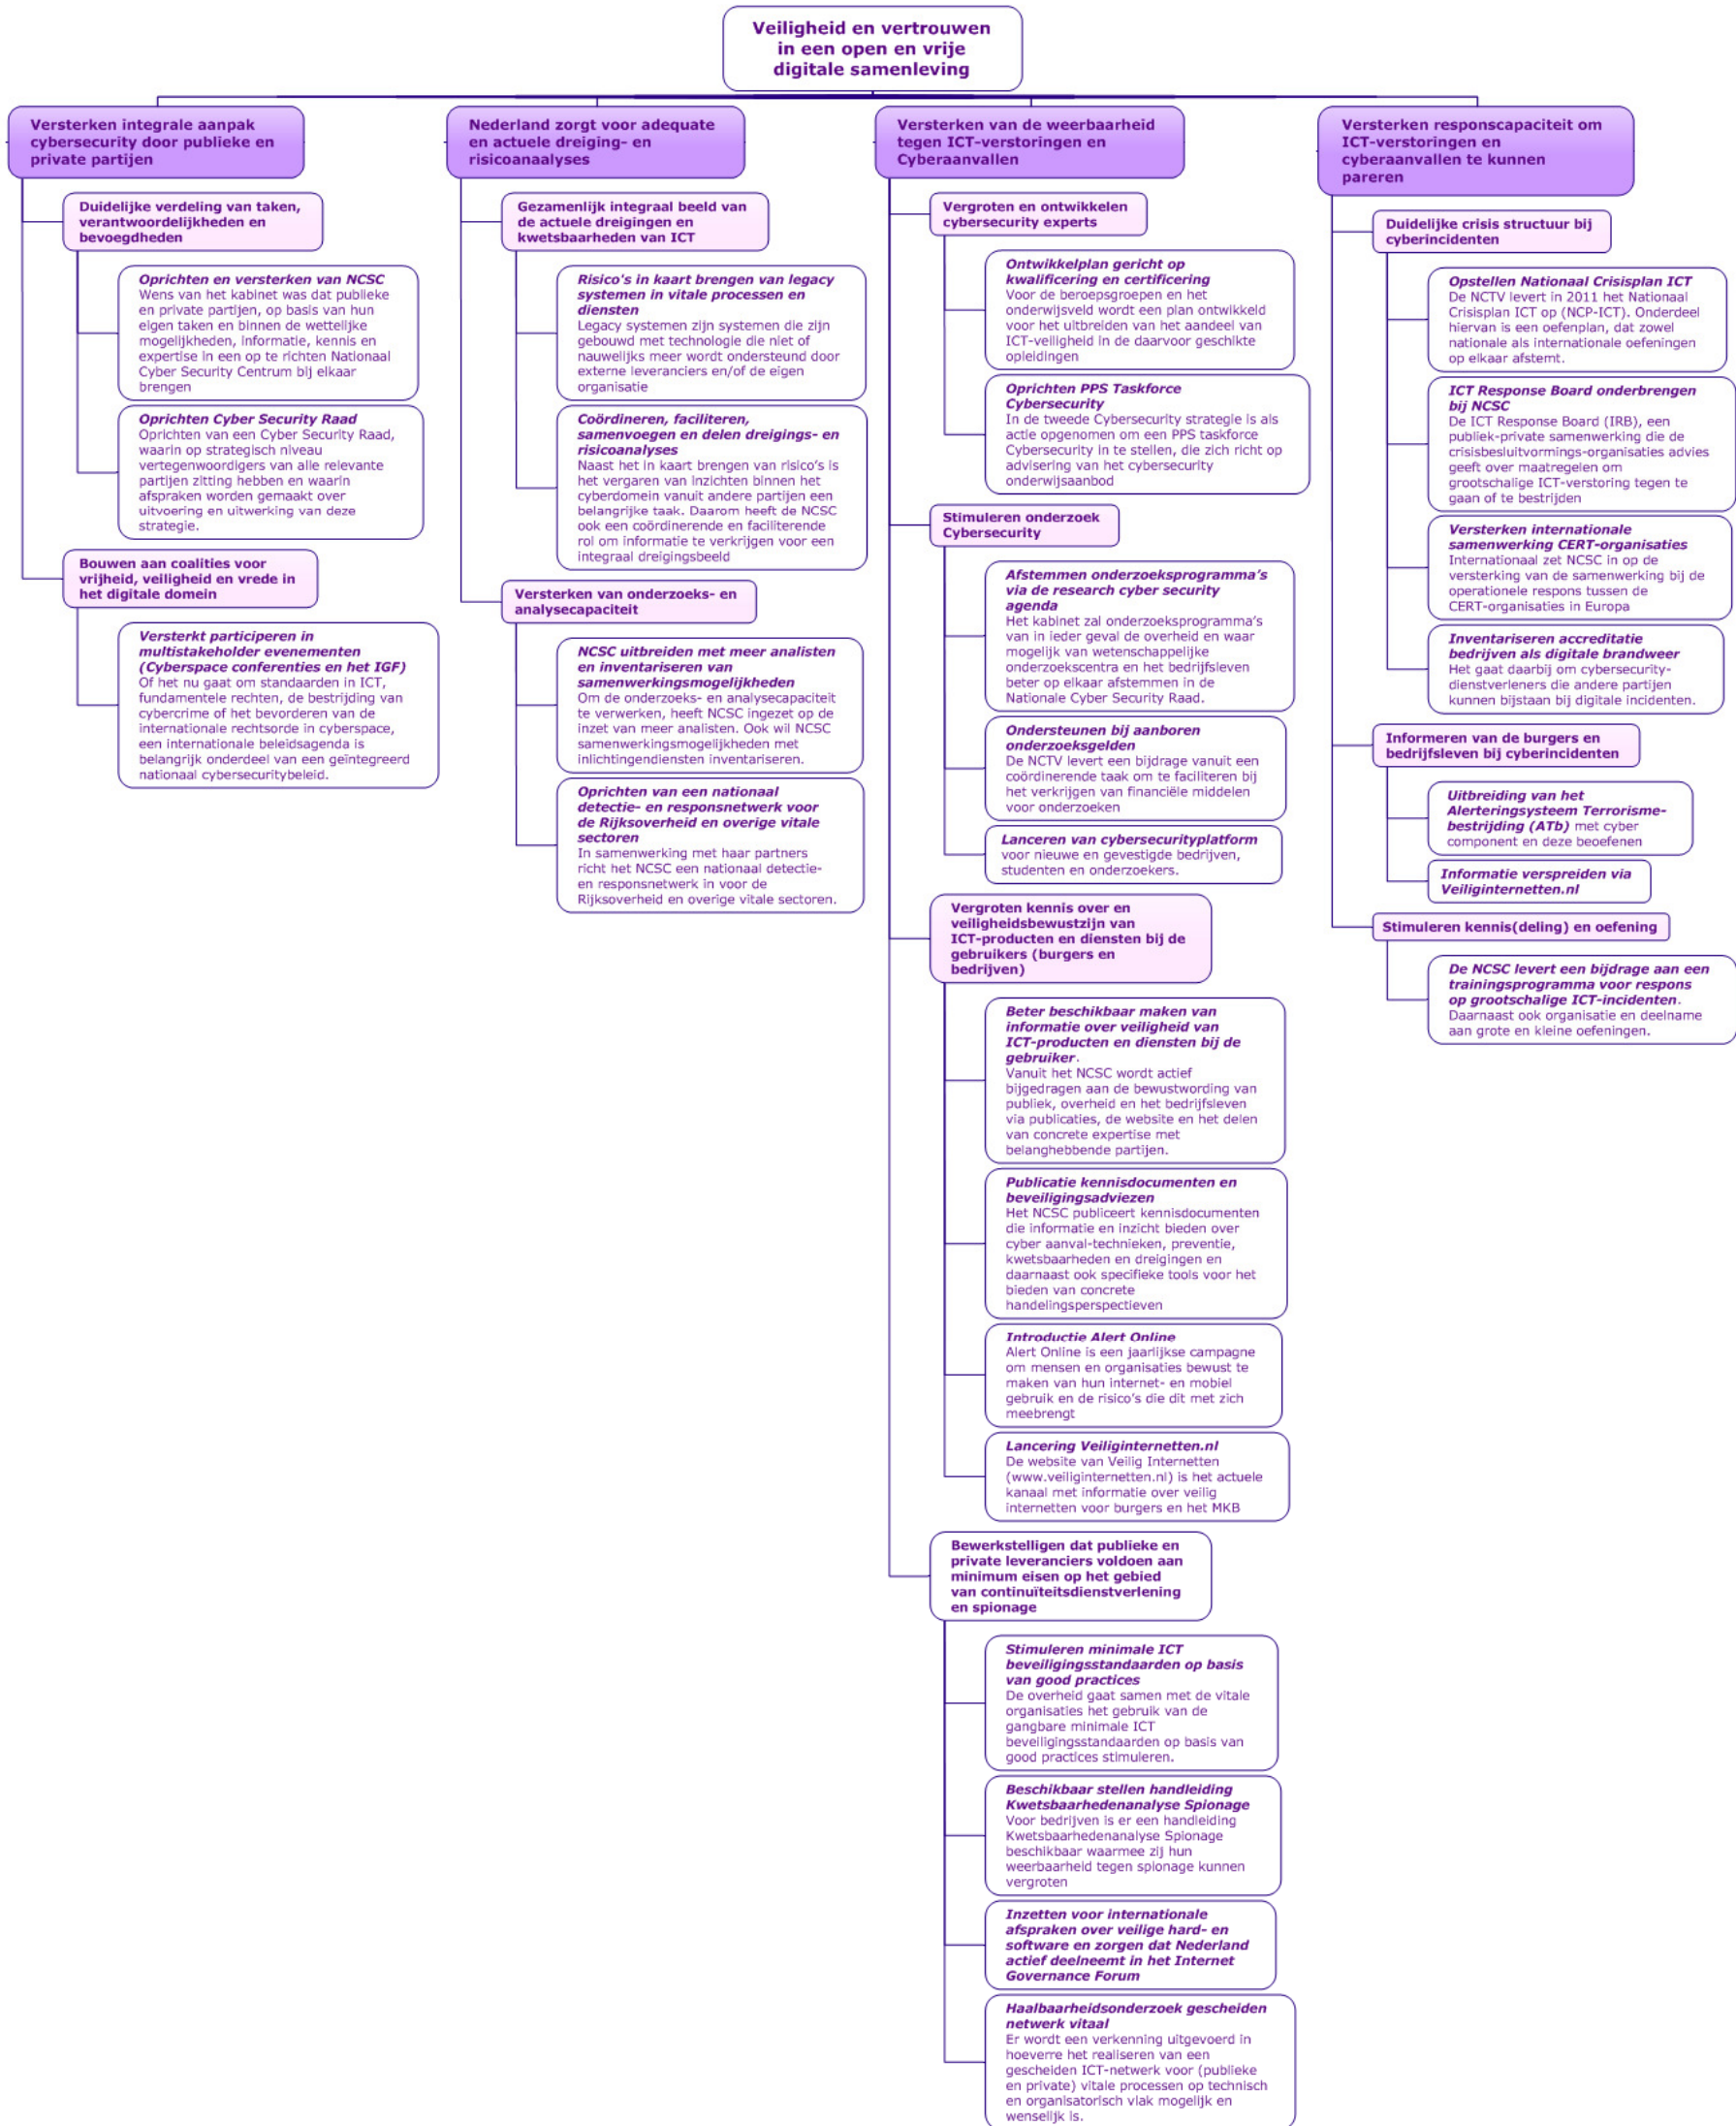 Veiligheid en vertrouwen
in een open en vrije
digitale samenleving
Versterken integrale aanpak
cybersecurity door publieke en
private partijen
Duidelijke verdeling van taken,
verantwoordelijkheden en
bevoegdheden
Oprichten en versterken van NCSC
Wens van het kabinet was dat publieke
en private partijen, op basis van hun
eigen taken en binnen de wettelijke
mogelijkheden, informatie, kennis en
expertise in een op te richten Nationaal
Cyber Security Centrum bij elkaar
brengen
Oprichten Cyber Security Raad
Oprichten van een Cyber Security Raad,
waarin op strategisch niveau
vertegenwoordigers van alle relevante
partijen zitting hebben en waarin
afspraken worden gemaakt over
uitvoering en uitwerking van deze
strategie.
Bouwen aan coalities voor
vrijheid, veiligheid en vrede in
het digitale domein
Versterkt participeren in
multistakeholder evenementen
(Cyberspace conferenties en het IGF)
Of het nu gaat om standaarden in ICT,
fundamentele rechten, de bestrijding van
cybercrime of het bevorderen van de
internationale rechtsorde in cyberspace,
een internationale beleidsagenda is
belangrijk onderdeel van een geïntegreerd
nationaal cybersecuritybeleid.
Nederland zorgt voor adequate
en actuele dreiging- en
risicoanaalyses
Gezamenlijk integraal beeld van
de actuele dreigingen en
kwetsbaarheden van ICT
Risico's in kaart brengen van legacy
systemen in vitale processen en
diensten
Legacy systemen zijn systemen die zijn
gebouwd met technologie die niet of
nauwelijks meer wordt ondersteund door
externe leveranciers en/of de eigen
organisatie
Coördineren, faciliteren,
samenvoegen en delen dreigings- en
risicoanalyses
Naast het in kaart brengen van risico's is
het vergaren van inzichten binnen het
cyberdomein vanuit andere partijen een
belangrijke taak. Daarom heeft de NCSC
ook een coördinerende en faciliterende
rol om informatie te verkrijgen voor een
integraal dreigingsbeeld
Versterken van onderzoeks- en
analysecapaciteit
NCSC uitbreiden met meer analisten
en inventariseren van
samenwerkingsmogelijkheden
Om de onderzoeks- en analysecapaciteit
te verwerken, heeft NCSC ingezet op de
inzet van meer analisten. Ook wil NCSC
samenwerkingsmogelijkheden met
inlichtingendiensten inventariseren.
Oprichten van een nationaal
detectie- en responsnetwerk voor
de Rijksoverheid en overige vitale
sectoren
In samenwerking met haar partners
richt het NCSC een nationaal detectie-
en responsnetwerk in voor de
Rijksoverheid en overige vitale sectoren.
Versterken van de weerbaarheid
tegen ICT-verstoringen en
Cyberaanvallen
Vergroten en ontwikkelen
cybersecurity experts
Ontwikkelplan gericht op
kwalificering en certificering
Voor de beroepsgroepen en het
onderwijsveld wordt een plan ontwikkeld
voor het uitbreiden van het aandeel van
ICT-veiligheid in de daarvoor geschikte
opleidingen
Oprichten PPS Taskforce
Cybersecurity
In de tweede Cybersecurity strategie is als
actie opgenomen om een PPS taskforce
Cybersecurity in te stellen, die zich richt op
advisering van het cybersecurity
onderwijsaanbod
Stimuleren onderzoek
Cybersecurity
Afstemmen onderzoeksprogramma's
via de research cyber security
agenda
Het kabinet zal onderzoeksprogramma's
van in ieder geval de overheid en waar
mogelijk van wetenschappelijke
onderzoekscentra en het bedrijfsleven
beter op elkaar afstemmen in de
Nationale Cyber Security Raad.
Ondersteunen bij aanboren
onderzoeksgelden
De NCTV levert een bijdrage vanuit een
coördinerende taak om te faciliteren bij
het verkrijgen van financiële middelen
voor onderzoeken
Lanceren van cybersecurityplatform
voor nieuwe en gevestigde bedrijven,
studenten en onderzoekers.
Vergroten kennis over en
veiligheidsbewustzijn van
ICT-producten en diensten bij de
gebruikers (burgers en
bedrijven)
Beter beschikbaar maken van
informatie over veiligheid van
ICT-producten en diensten bij de
gebruiker.
Vanuit het NCSC wordt actief
bijgedragen aan de bewustwording van
publiek, overheid en het bedrijfsleven
via publicaties, de website en het delen
van concrete expertise met
belanghebbende partijen.
Publicatie kennisdocumenten en
beveiligingsadviezen
Het NCSC publiceert kennisdocumenten
die informatie en inzicht bieden over
cyber aanval-technieken, preventie,
kwetsbaarheden en dreigingen en
daarnaast ook specifieke tools voor het
bieden van concrete
handelingsperspectieven
Introductie Alert Online
Alert Online is een jaarlijkse campagne
om mensen en organisaties bewust te
maken van hun internet- en mobiel
gebruik en de risico's die dit met zich
meebrengt
Lancering Veiliginternetten.nl
De website van Veilig Internetten
(www.veiliginternetten.nl) is het actuele
kanaal met informatie over veilig
internetten voor burgers en het MKB
Bewerkstelligen dat publieke en
private leveranciers voldoen aan
minimum eisen op het gebied
van continuïteitsdienstverlening
en spionage
Stimuleren minimale ICT
beveiligingsstandaarden op basis
van good practices
De overheid gaat samen met de vitale
organisaties het gebruik van de
gangbare minimale ICT
beveiligingsstandaarden op basis van
good practices stimuleren.
Beschikbaar stellen handleiding
Kwetsbaarhedenanalyse Spionage
Voor bedrijven is er een handleiding
Kwetsbaarhedenanalyse Spionage
beschikbaar waarmee zij hun
weerbaarheid tegen spionage kunnen
vergroten
Inzetten voor internationale
afspraken over veilige hard- en
software en zorgen dat Nederland
actief deelneemt in het Internet
Governance Forum
Haalbaarheidsonderzoek gescheiden
netwerk vitaal
Er wordt een verkenning uitgevoerd in
hoeverre het realiseren van een
gescheiden ICT-netwerk voor (publieke
en private) vitale processen op technisch
en organisatorisch vlak mogelijk en
wenselijk is.
Versterken responscapaciteit om
ICT-verstoringen en
cyberaanvallen te kunnen
pareren
Duidelijke crisis structuur bij
cyberincidenten
Opstellen Nationaal Crisisplan ICT
De NCTV levert in 2011 het Nationaal
Crisisplan ICT op (NCP-ICT). Onderdeel
hiervan is een oefenplan, dat zowel
nationale als internationale oefeningen
op elkaar afstemt.
ICT Response Board onderbrengen
bij NCSC
De ICT Response Board (IRB), een
publiek-private samenwerking die de
crisisbesluitvormings-organisaties advies
geeft over maatregelen om
grootschalige ICT-verstoring tegen te
gaan of te bestrijden
Versterken internationale
samenwerking CERT-organisaties
Internationaal zet NCSC in op de
versterking van de samenwerking bij de
operationele respons tussen de
CERT-organisaties in Europa
Inventariseren accreditatie
bedrijven als digitale brandweer
Het gaat daarbij om cybersecurity-
dienstverleners die andere partijen
kunnen bijstaan bij digitale incidenten.
Informeren van de burgers en
bedrijfsleven bij cyberincidenten
Uitbreiding van het
Alerteringsysteem Terrorisme-
bestrijding (ATb) met cyber
component en deze beoefenen
Informatie verspreiden via
Veiliginternetten.nl
Stimuleren kennis(deling) en oefening
De NCSC levert een bijdrage aan een
trainingsprogramma voor respons
op grootschalige ICT-incidenten.
Daarnaast ook organisatie en deelname
aan grote en kleine oefeningen.